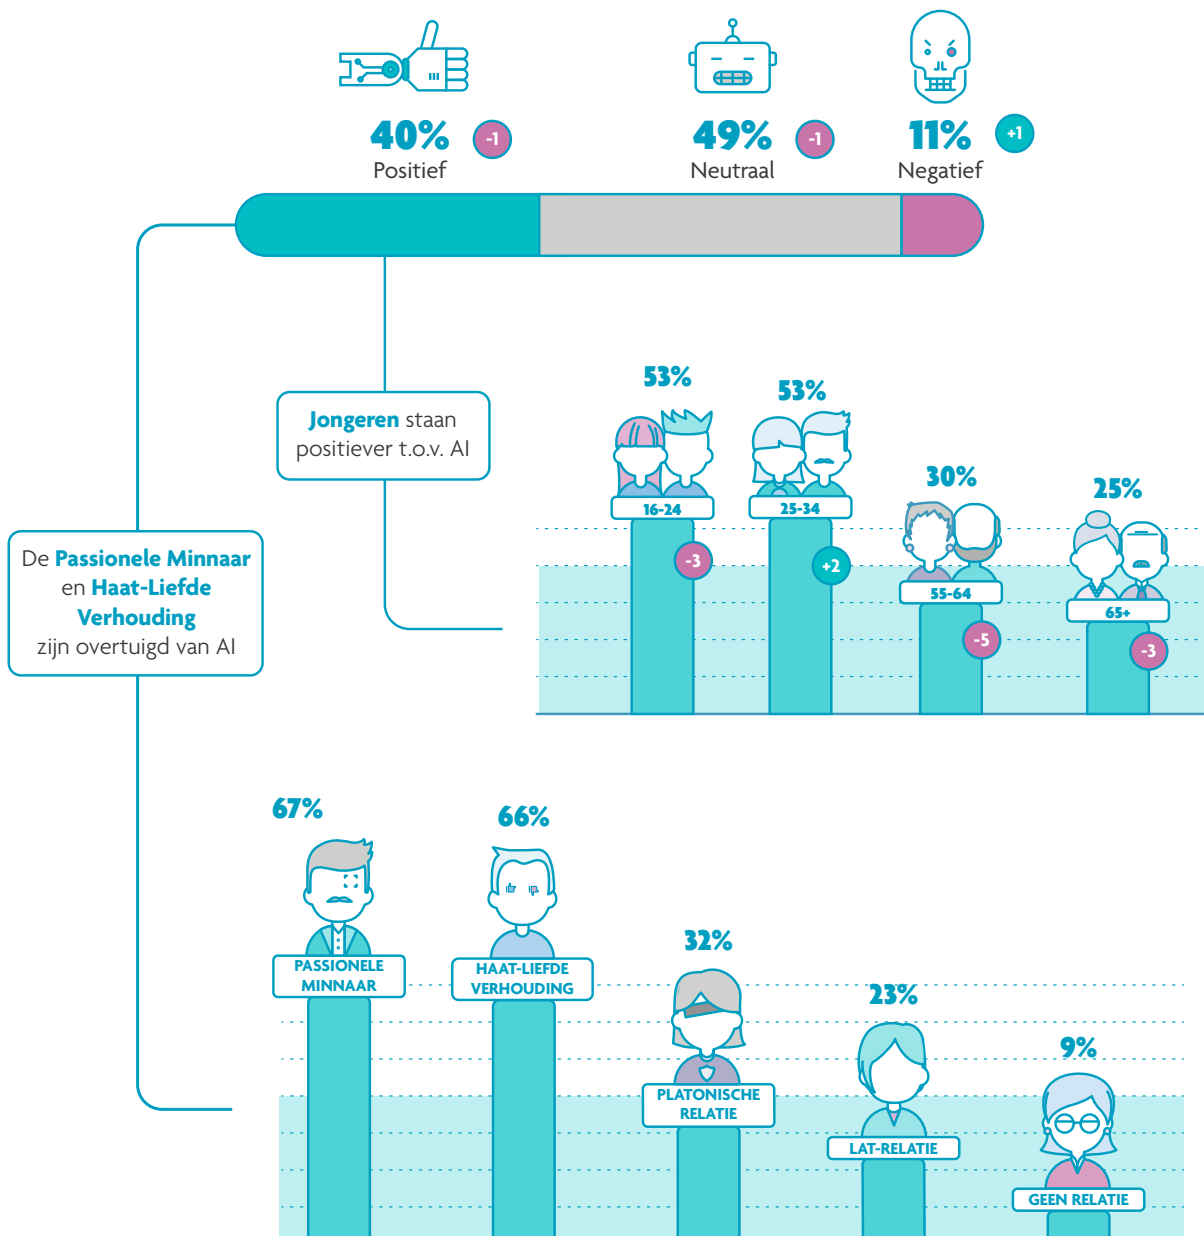 40% -1
Positief
49% -1
Neutraal
11% +1
Negatief
Jongeren staan
positiever t.o.v. AI
De Passionele Minnaar
en Haat-Liefde
Verhouding
zijn overtuigd van AI
53%
16-24
-3
53%
25-34
+2
30%
55-64
-5
25%
65+
-3
67%
PASSIONELE
MINNAAR
66%
HAAT-LIEFDE
VERHOUDING
32%
PLATONISCHE
RELATIE
23%
LAT-RELATIE
9%
GEEN RELATIE